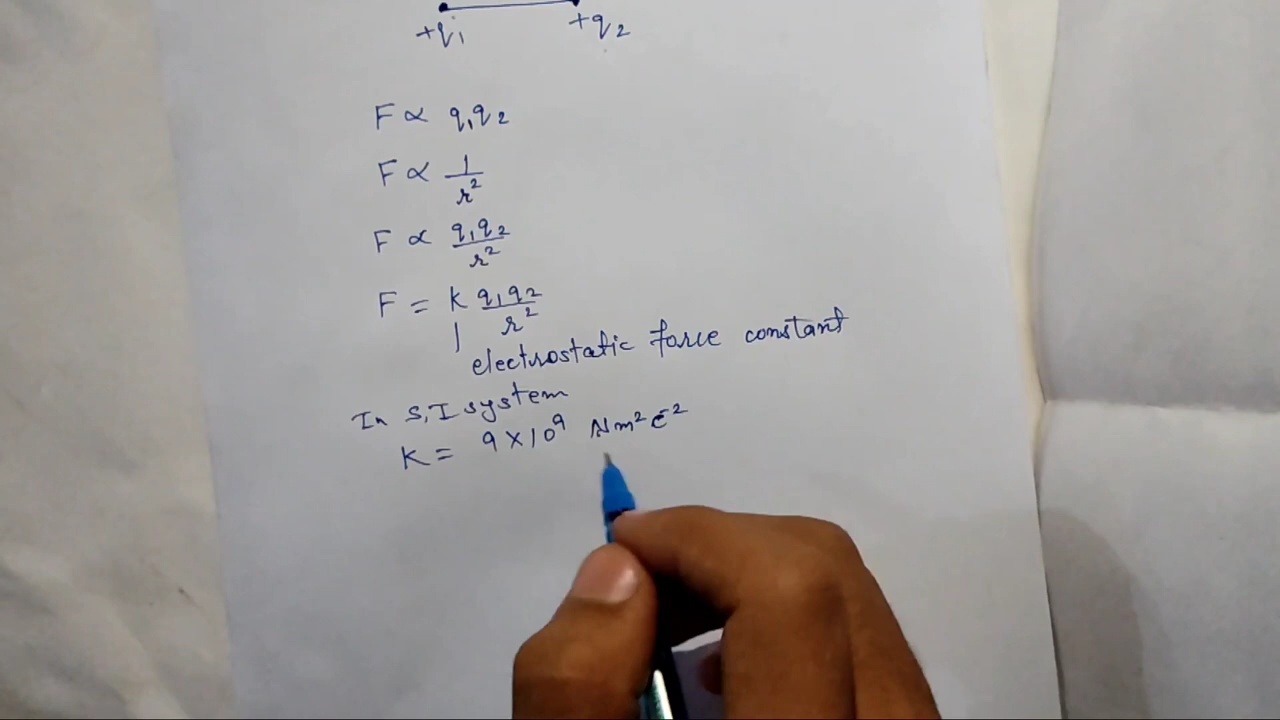 +q₁ +q₂
F ∝ q₁q₂
F ∝ 1/r²
F ∝ q₁q₂/r²
F = K q₁q₂/r²
electrostatic force constant
In S.I system
K = 9×10⁹ Nm²C⁻²